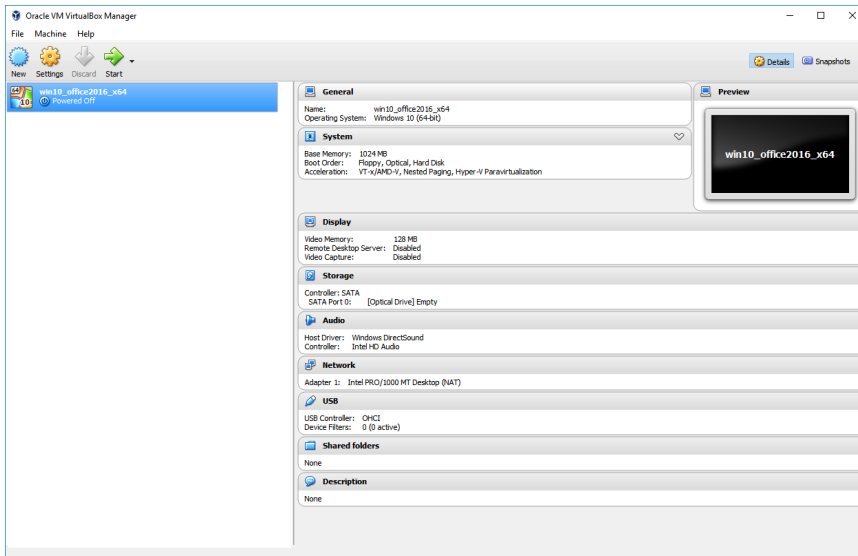 Oracle VM VirtualBox Manager
File Machine Help
New Settings Discard Start
Details Snapshots
64
10
win10_office2016_x64
Powered Off
General
Name: win10_office2016_x64
Operating System: Windows 10 (64-bit)
System
Base Memory: 1024 MB
Boot Order: Floppy, Optical, Hard Disk
Acceleration: VT-x/AMD-V, Nested Paging, Hyper-V Paravirtualization
Preview
win10_office2016_x64
Display
Video Memory: 128 MB
Remote Desktop Server: Disabled
Video Capture: Disabled
Storage
Controller: SATA
SATA Port 0: [Optical Drive] Empty
Audio
Host Driver: Windows DirectSound
Controller: Intel HD Audio
Network
Adapter 1: Intel PRO/1000 MT Desktop (NAT)
USB
USB Controller: OHCI
Device Filters: 0 (0 active)
Shared folders
None
Description
None